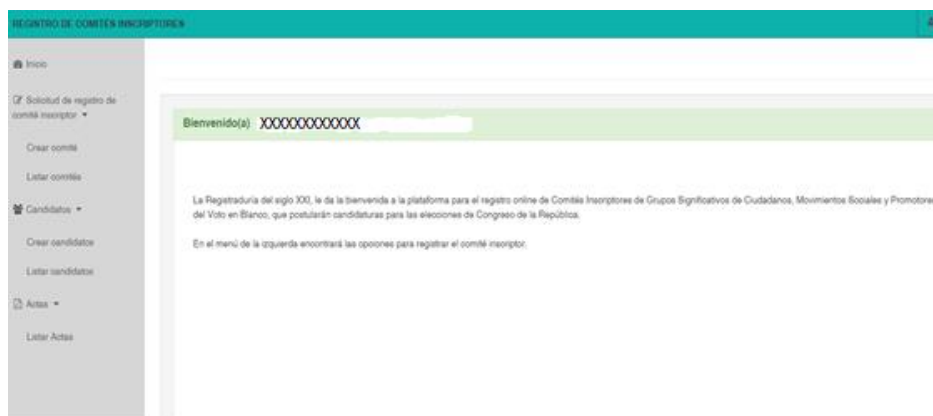 REGISTRO DE COMITÉS INSCRIPTORES
Inicio
Solicitud de registro de
comité inscriptor
Crear comité
Listar comités
Candidatos
Crear candidatos
Listar candidatos
Actas
Listar Actas
Bienvenido(a) XXXXXXXXXXXXX
La Registraduría del siglo XXI, le da la bienvenida a la plataforma para el registro online de Comités Inscriptores de Grupos Significativos de Ciudadanos, Movimientos Sociales y Promotore
del Voto en Blanco, que postularán candidaturas para las elecciones de Congreso de la República.
En el menú de la izquierda encontrará las opciones para registrar el comité inscriptor.